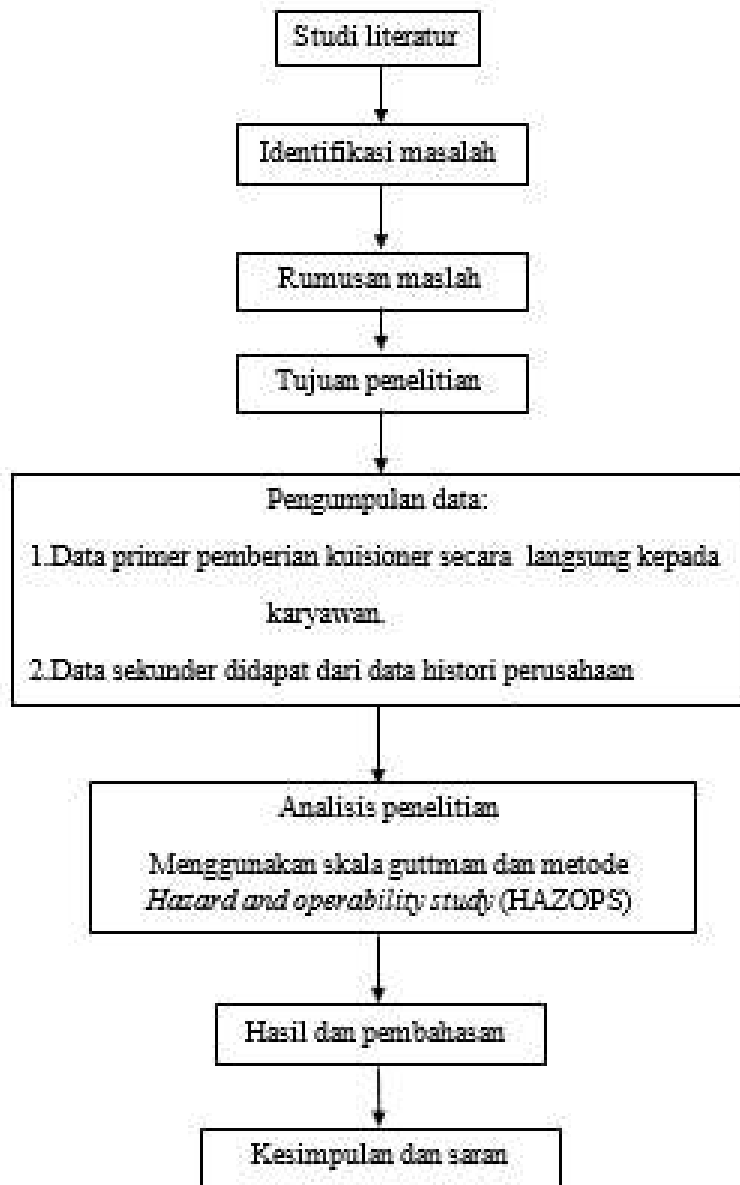 Studi literatur
Identifikasi masalah
Rumusan maslah
Tujuan penelitian
Pengumpulan data:
1.Data primer pemberian kuisioner secara langsung kepada
karyawan.
2.Data sekunder didapat dari data histori perusahaan
Analisis penelitian
Menggunakan skala guttman dan metode
Hazard and operability study (HAZOPS)
Hasil dan pembahasan
Kesimpulan dan saran